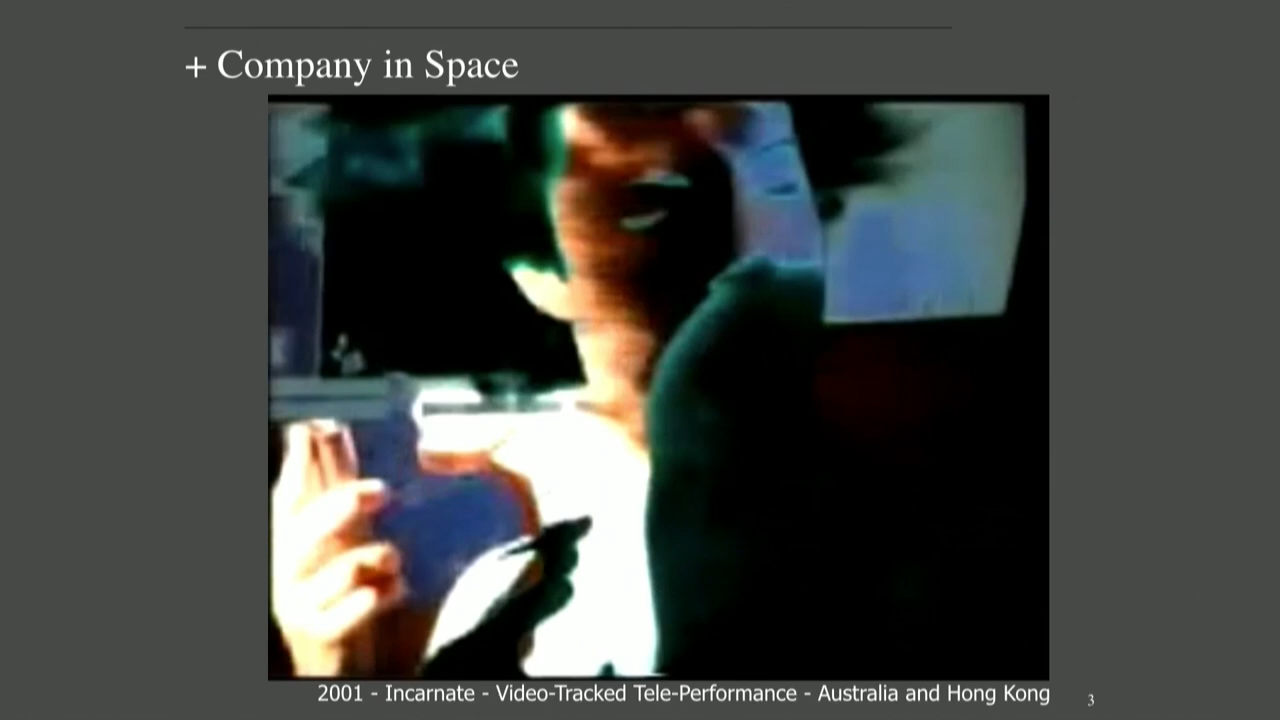 + Company in Space
2001 - Incarnate - Video-Tracked Tele-Performance - Australia and Hong Kong
3